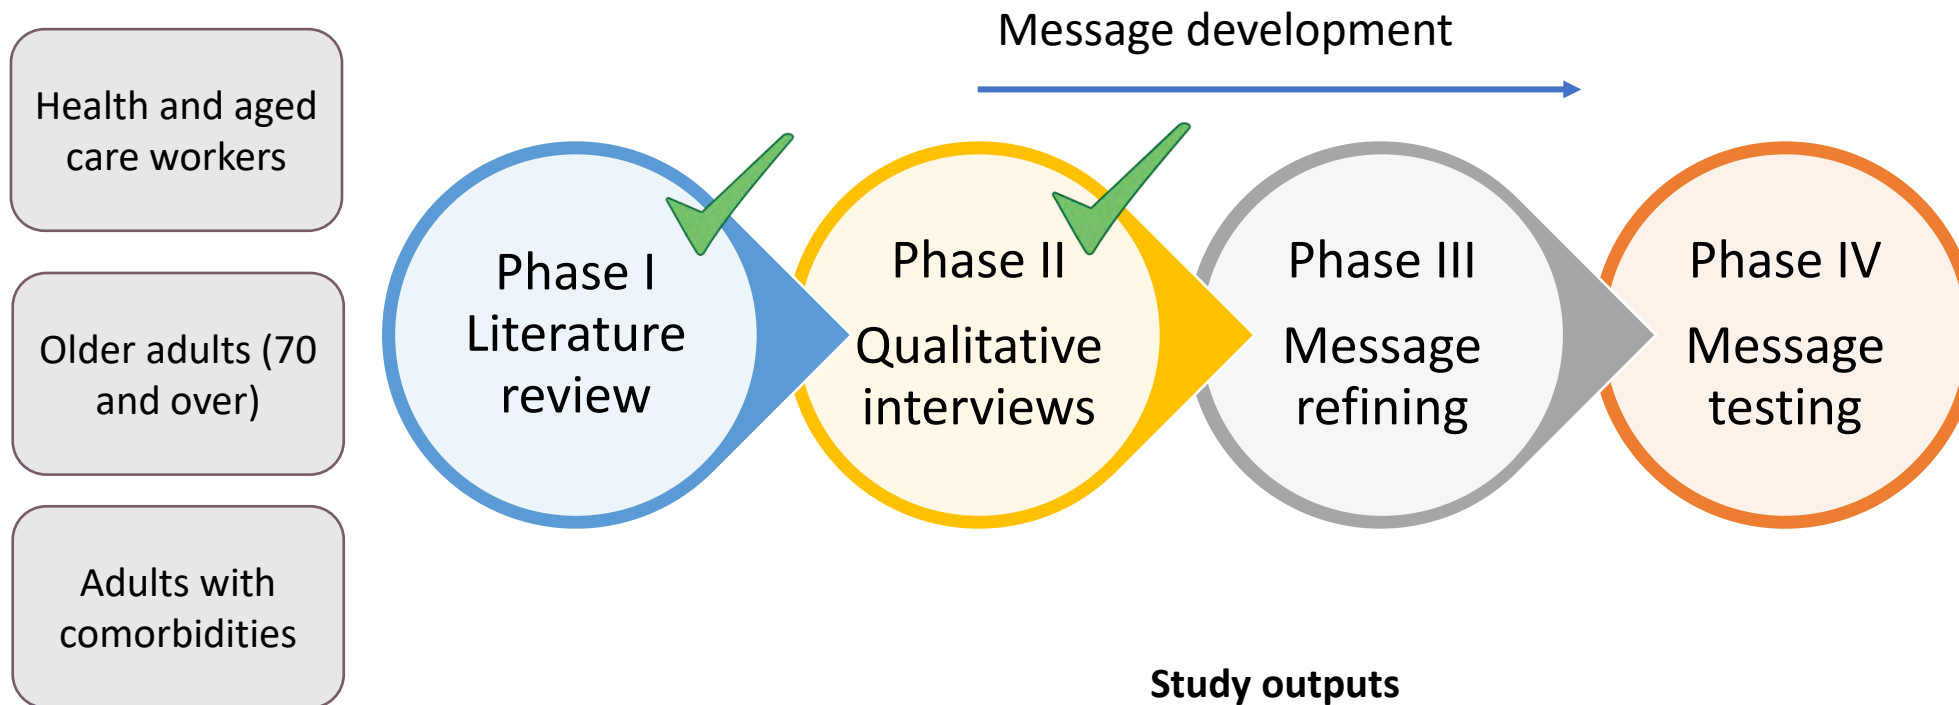 Message development
Health and aged
care workers
Older adults (70
and over)
Adults with
comorbidities
Phase I
Literature
review
Phase II
Qualitative
interviews
Phase III
Message
refining
Phase IV
Message
testing
Study outputs